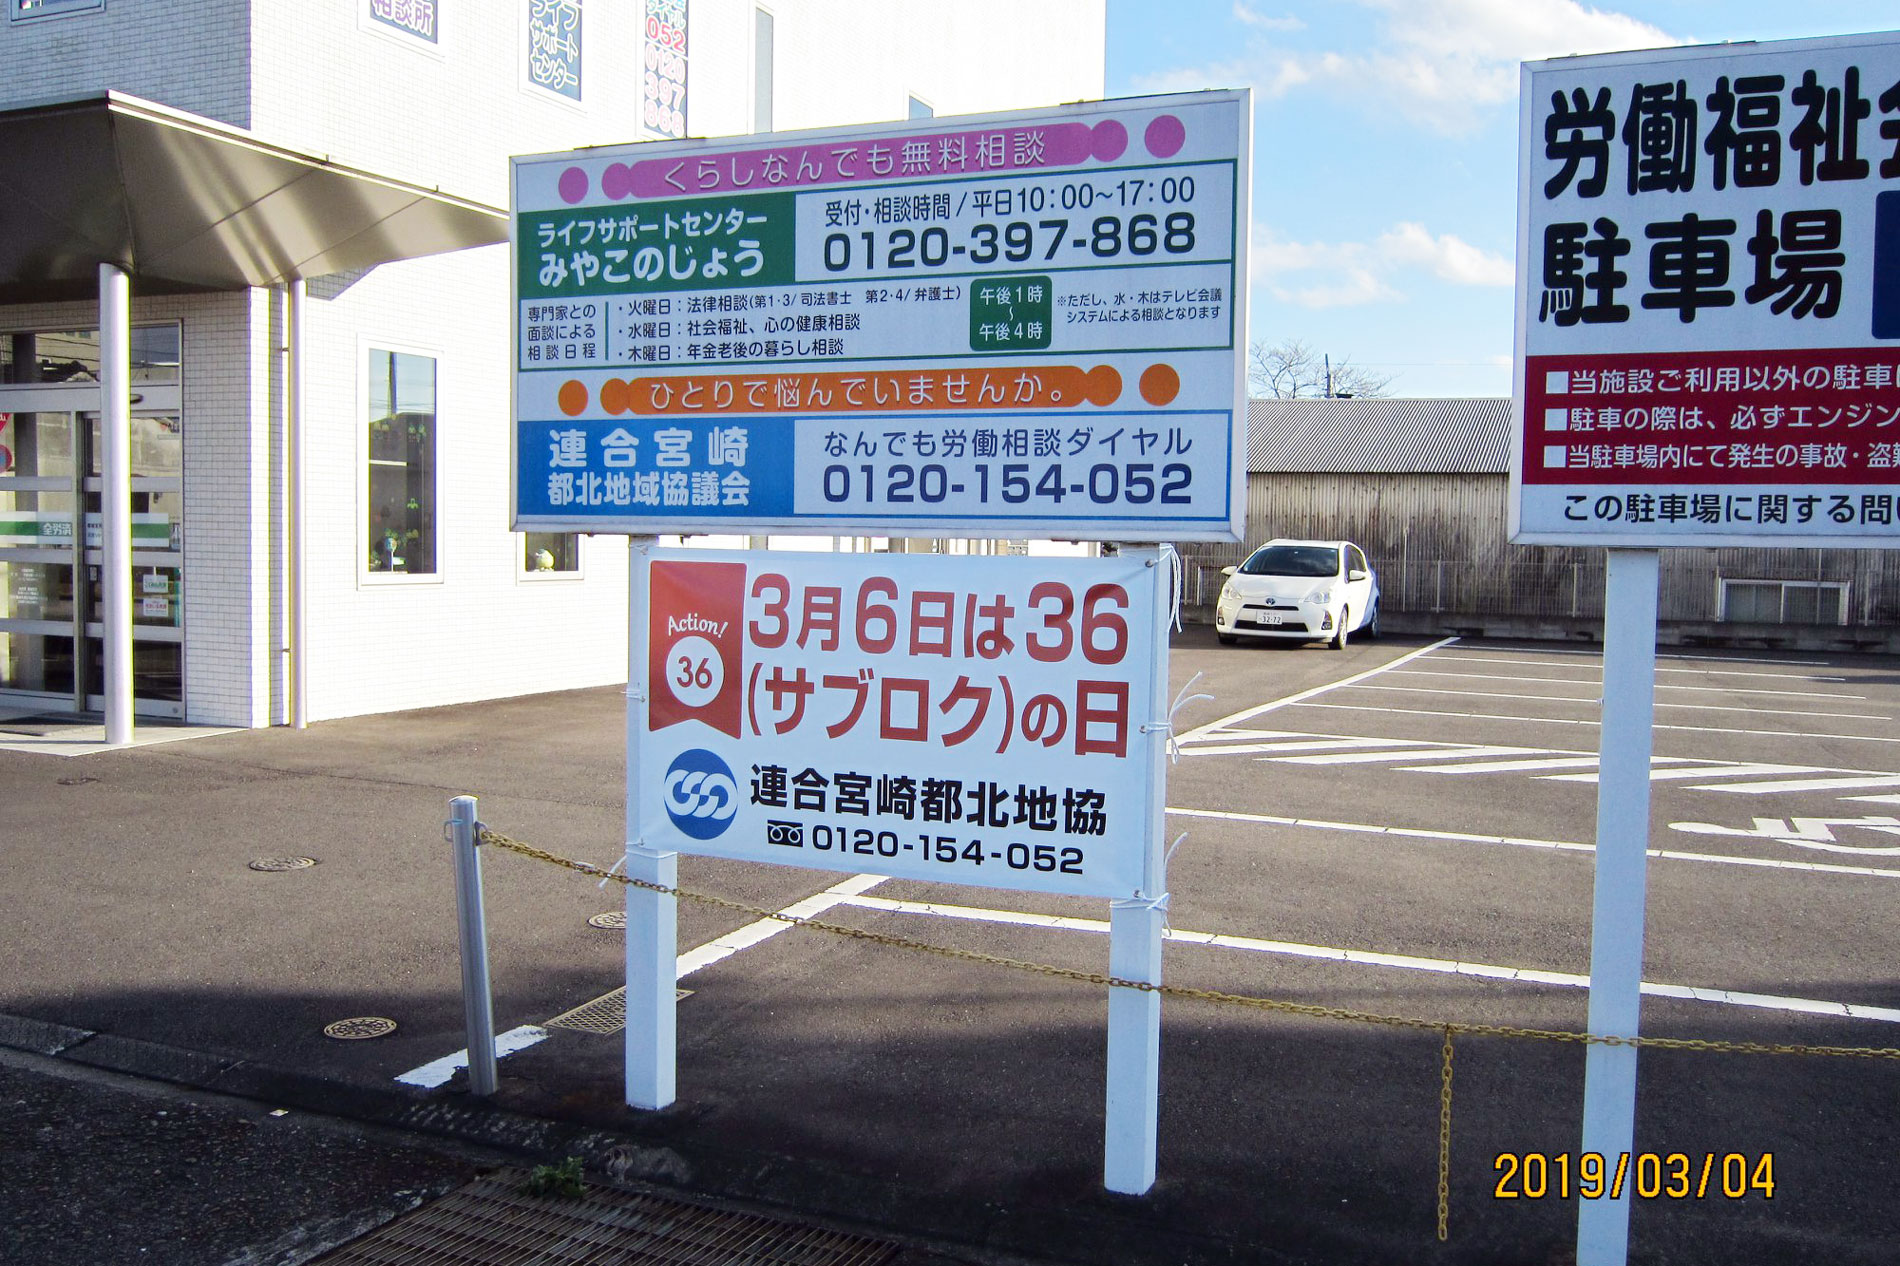 相談所
ライフ
サポート
センター
052
0120
397
868
くらしなんでも無料相談
ライフサポートセンター
みやこのじょう
受付・相談時間/平日10:00～17:00
0120-397-868
専門家との
面談による
相談日程
・火曜日：法律相談(第1・3/司法書士 第2・4/弁護士)
・水曜日：社会福祉、心の健康相談
・木曜日：年金老後の暮らし相談
午後1時
～
午後4時
※ただし、水・木はテレビ会議
システムによる相談となります
ひとりで悩んでいませんか。
連合宮崎
都北地域協議会
なんでも労働相談ダイヤル
0120-154-052
Action!
36
3月6日は36
(サブロク)の日
連合宮崎都北地協
0120-154-052
労働福祉
駐車場
■当施設ご利用以外の駐車
■駐車の際は、必ずエンジン
■当駐車場内にて発生の事故・盗難
この駐車場に関する問い
全労済
32-72
2019/03/04